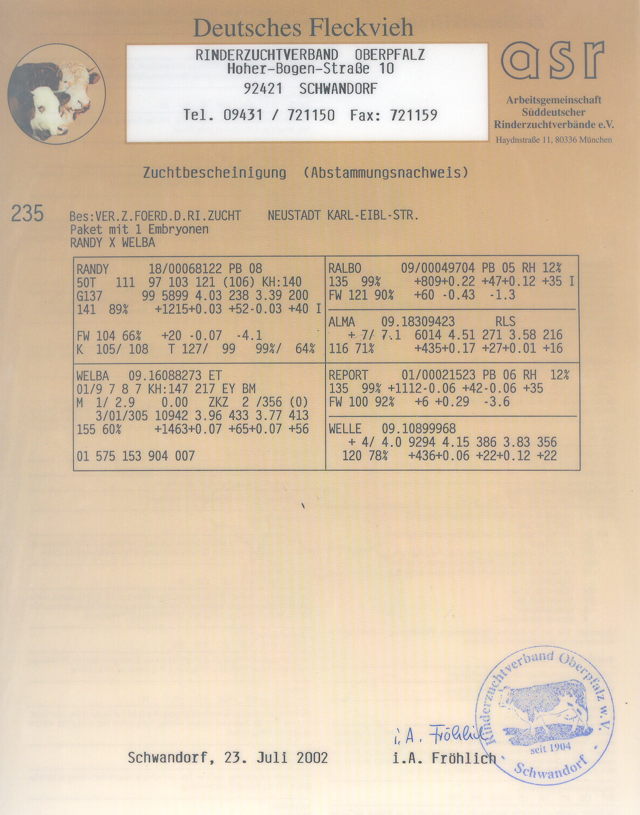 Deutsches Fleckvieh
RINDERZUCHTVERBAND OBERPFALZ
Hoher-Bogen-Straße 10
92421 SCHWANDORF
Tel. 09431 / 721150 Fax: 721159
asr
Arbeitsgemeinschaft
Süddeutscher
Rinderzuchtverbände e.V.
Haydnstraße 11, 80336 München
Zuchtbescheinigung (Abstammungsnachweis)
235
Bes:VER.Z.FOERD.D.RI.ZUCHT NEUSTADT KARL-EIBL-STR.
Paket mit 1 Embryonen
RANDY X WELBA
RANDY 18/00068122 PB 08
50T 111 97 103 121 (106) KH:140
G137 99 5899 4.03 238 3.39 200
141 89% +1215+0.03 +52-0.03 +40 I
FW 104 66% +20 -0.07 -4.1
K 105/ 108 T 127/ 99 99%/ 64%
RALBO 09/00049704 PB 05 RH 12%
135 99% +809+0.22 +47+0.12 +35 I
FW 121 90% +60 -0.43 -1.3
ALMA 09.18309423 RLS
+ 7/ 7.1 6014 4.51 271 3.58 216
116 71% +435+0.17 +27+0.01 +16
WELBA 09.16088273 ET
01/9 7 8 7 KH:147 217 EY BM
M 1/ 2.9 0.00 ZKZ 2 /356 (0)
3/01/305 10942 3.96 433 3.77 413
155 60% +1463+0.07 +65+0.07 +56
01 575 153 904 007
REPORT 01/00021523 PB 06 RH 12%
135 99% +1112-0.06 +42-0.06 +35
FW 100 92% +6 +0.29 -3.6
WELLE 09.10899968
+ 4/ 4.0 9294 4.15 386 3.83 356
120 78% +436+0.06 +22+0.12 +22
Rinderzuchtverband Oberpfalz w.V.
seit 1904
Schwandorf
i.A. Fröhlich
Schwandorf, 23. Juli 2002
i.A. Fröhlich